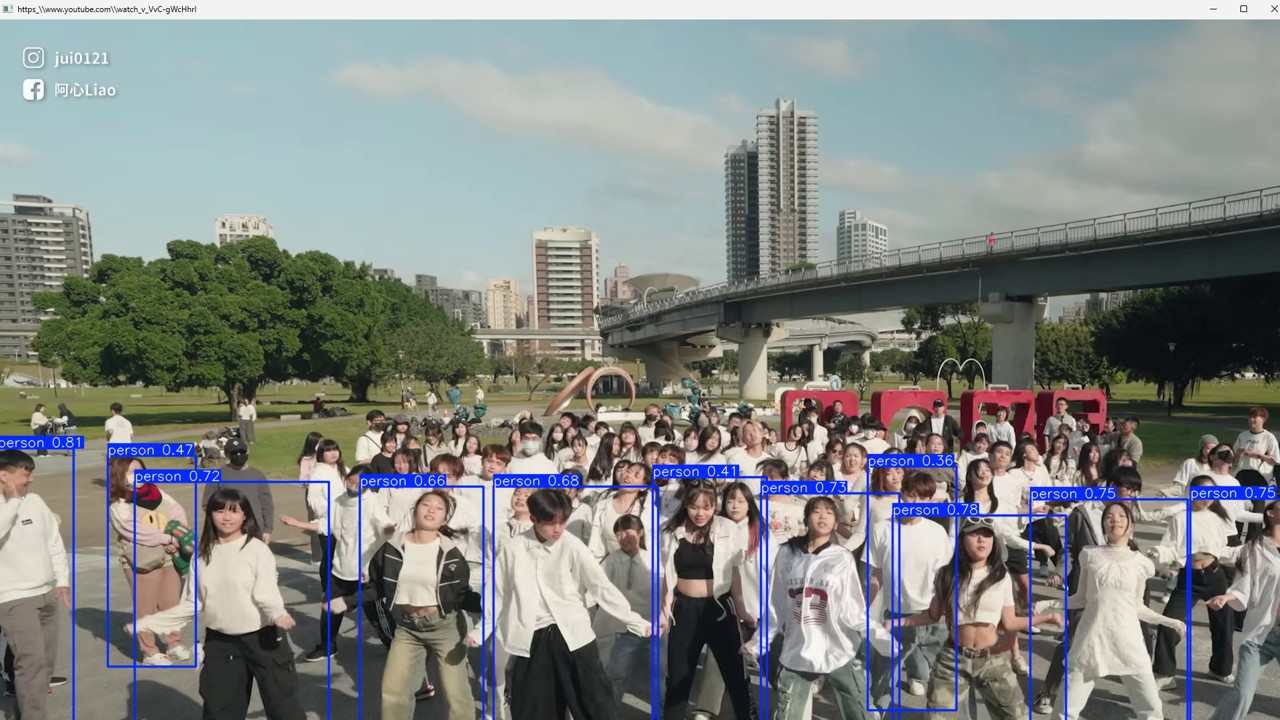 https_\\www.youtube.com\\watch_v_VvC-gWcHhrI
jui0121
阿心Liao
person 0.81
person 0.47
person 0.72
person 0.66
person 0.68
person 0.41
person 0.73
person 0.36
person 0.78
person 0.75
person 0.75